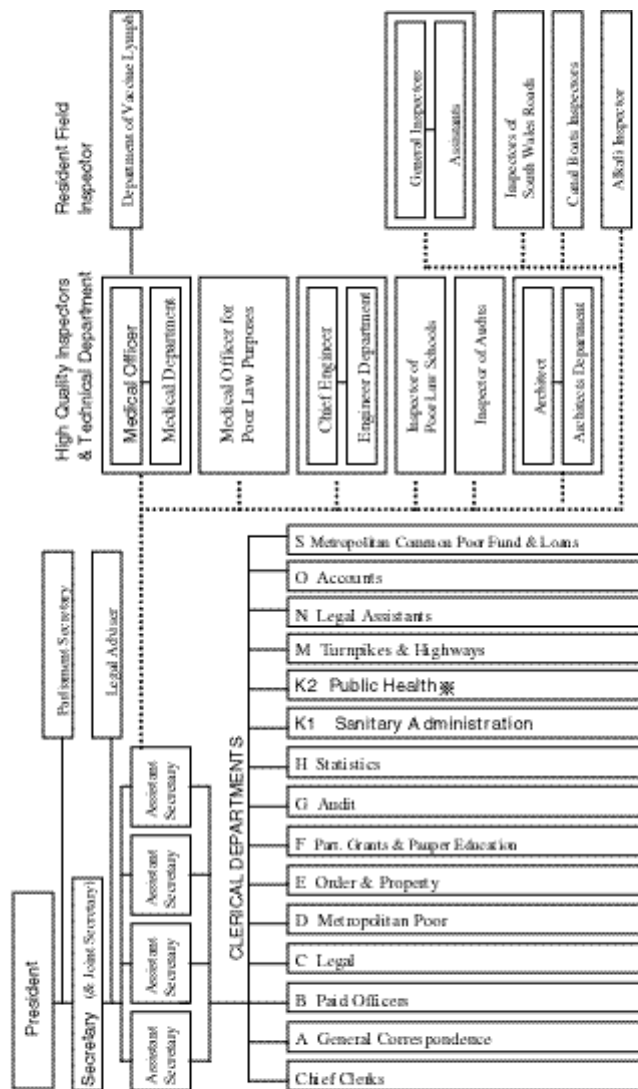 President
Parliament Secretary
Secretary (& Joint Secretary)
Legal Adviser
Assistant
Secretary
Assistant
Secretary
Assistant
Secretary
Assistant
Secretary
CLERICAL DEPARTMENTS
Chief Clerks
A General Correspondence
B Paid Officers
C Legal
D Metropolitan Poor
E Order & Property
F Part. Grants & Pauper Education
G Audit
H Statistics
K1 Sanitary Administration
K2 Public Health※
M Turnpikes & Highways
N Legal Assistants
O Accounts
S Metropolitan Common Poor Fund & Loans
High Quality Inspectors
& Technical Department
Medical Officer
Medical Department
Medical Officer for
Poor Law Purposes
Chief Engineer
Engineer Department
Inspector of
Poor Law Schools
Inspector of Audits
Architect
Architects Department
Resident Field
Inspector
Department of Vaccine Lymph
General Inspectors
Assistants
Inspectors of
South Wales Roads
Canal Boats Inspectors
Alkali Inspector